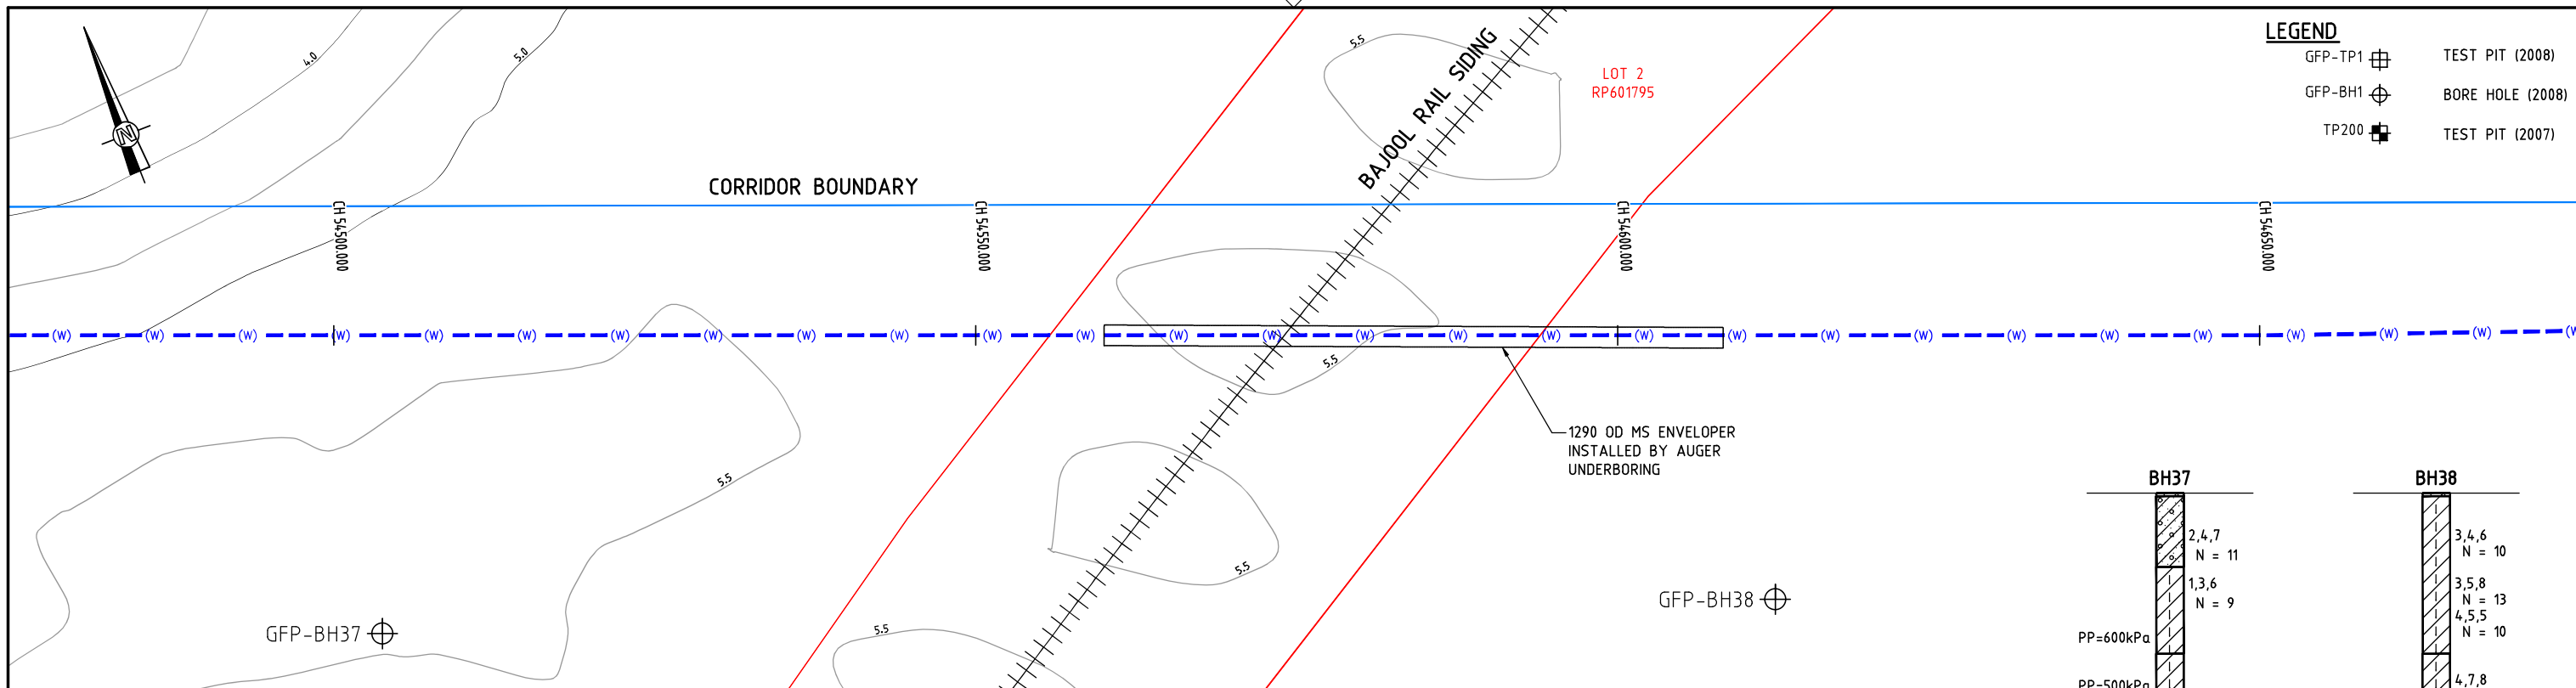 LEGEND
GFP-TP1 TEST PIT (2008)
GFP-BH1 BORE HOLE (2008)
TP200 TEST PIT (2007)
N
4.0
5.0
5.5
BAJOOL RAIL SIDING
LOT 2
RP601795
CORRIDOR BOUNDARY
CH 54500.000
CH 54550.000
CH 54600.000
CH 54650.000
(W) (W) (W) (W) (W) (W) (W) (W) (W) (W) (W) (W) (W) (W) (W) (W) (W) (W) (W) (W) (W) (W) (W) (W) (W) (W) (W) (W)
5.5
1290 OD MS ENVELOPER
INSTALLED BY AUGER
UNDERBORING
5.5
5.5
5.5
GFP-BH37
GFP-BH38
BH37
2,4,7
N = 11
1,3,6
N = 9
PP=600kPa
PP=500kPa
BH38
3,4,6
N = 10
3,5,8
N = 13
4,5,5
N = 10
4,7,8